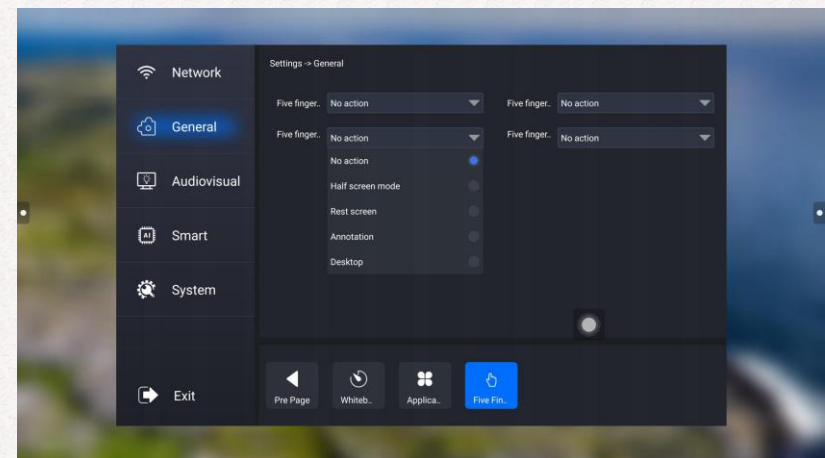 Settings -> General
Network
General
Audiovisual
AI
Smart
System
Exit
Five finger.. No action
Five finger.. No action
Five finger.. No action
Five finger.. No action
No action
Half screen mode
Rest screen
Annotation
Desktop
Pre Page
Whiteb..
Applica..
Five Fin..